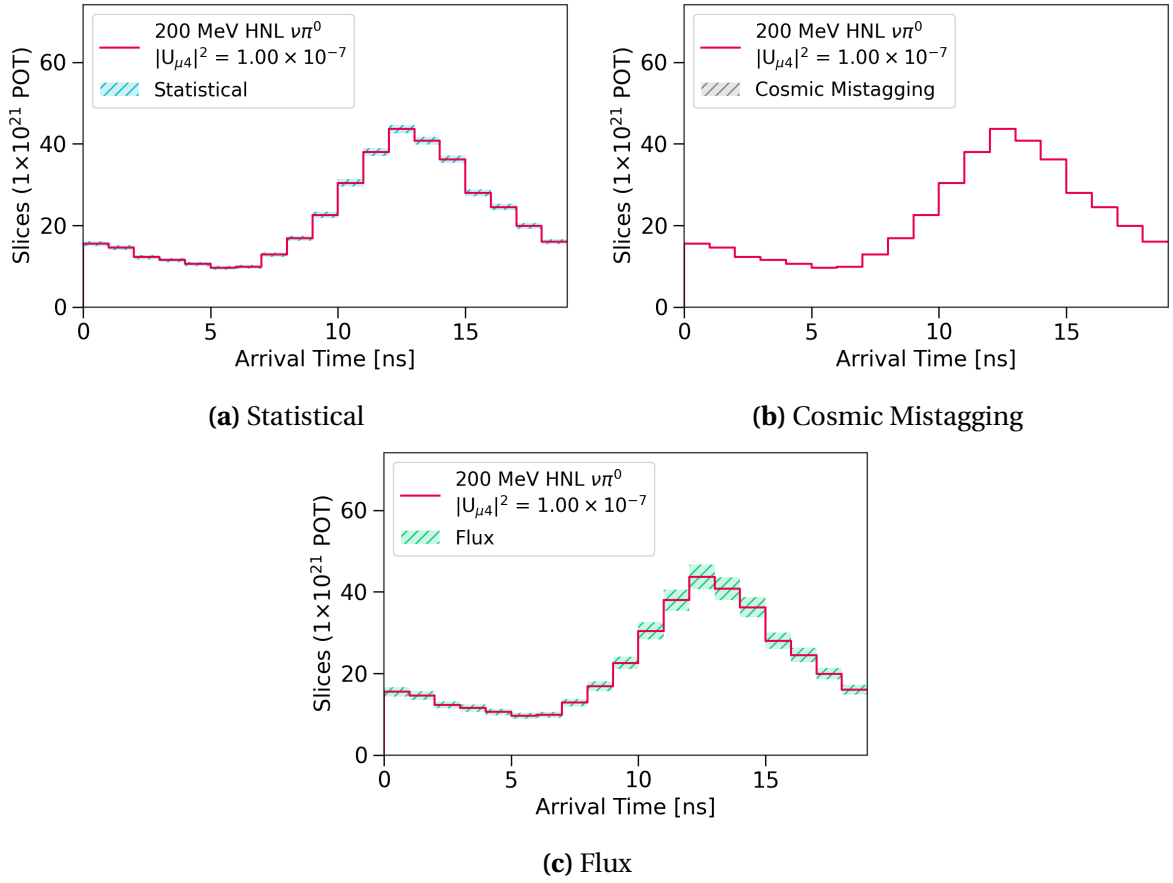 200 MeV HNL νπ⁰
|U_μ4|² = 1.00 × 10⁻⁷
Statistical
Slices (1×10²¹ POT)
60
40
20
0
0 5 10 15
Arrival Time [ns]
(a) Statistical
200 MeV HNL νπ⁰
|U_μ4|² = 1.00 × 10⁻⁷
Cosmic Mistagging
Slices (1×10²¹ POT)
60
40
20
0
0 5 10 15
Arrival Time [ns]
(b) Cosmic Mistagging
200 MeV HNL νπ⁰
|U_μ4|² = 1.00 × 10⁻⁷
Flux
Slices (1×10²¹ POT)
60
40
20
0
0 5 10 15
Arrival Time [ns]
(c) Flux